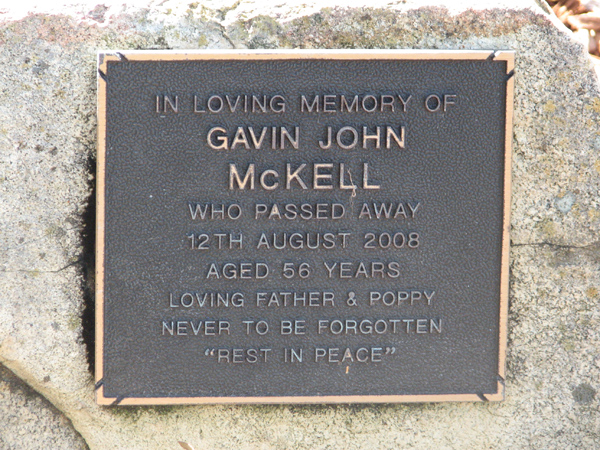 IN LOVING MEMORY OF
GAVIN JOHN
McKELL
WHO PASSED AWAY
12TH AUGUST 2008
AGED 56 YEARS
LOVING FATHER & POPPY
NEVER TO BE FORGOTTEN
"REST IN PEACE"